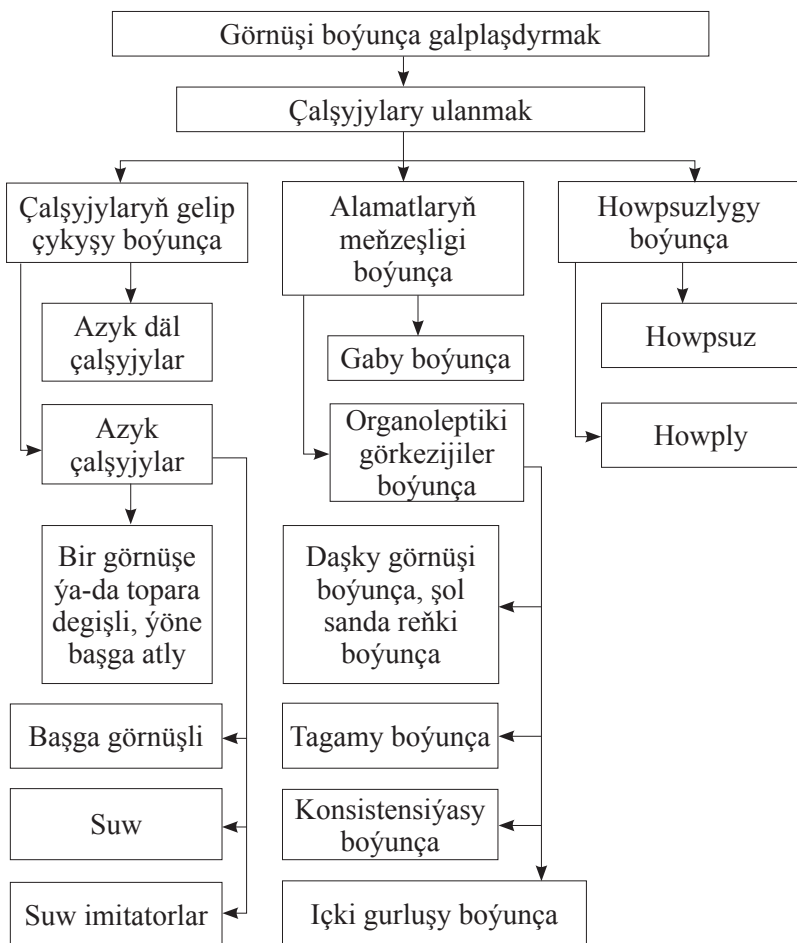 Görnüşi boýunça galplaşdyrmak
Çalşyjylary ulanmak
Çalşyjylaryň gelip
çykyşy boýunça
Azyk däl
çalşyjylar
Azyk
çalşyjylar
Bir görnüşe
ýa-da topara
degişli, ýöne
başga atly
Başga görnüşli
Suw
Suw imitatorlar
Alamatlaryň
meňzeşligi
boýunça
Gaby boýunça
Organoleptiki
görkezijiler
boýunça
Daşky görnüşi
boýunça, şol
sanda reňki
boýunça
Tagamy boýunça
Konsistensiýasy
boýunça
Içki gurluşy boýunça
Howpsuzlygy
boýunça
Howpsuz
Howply